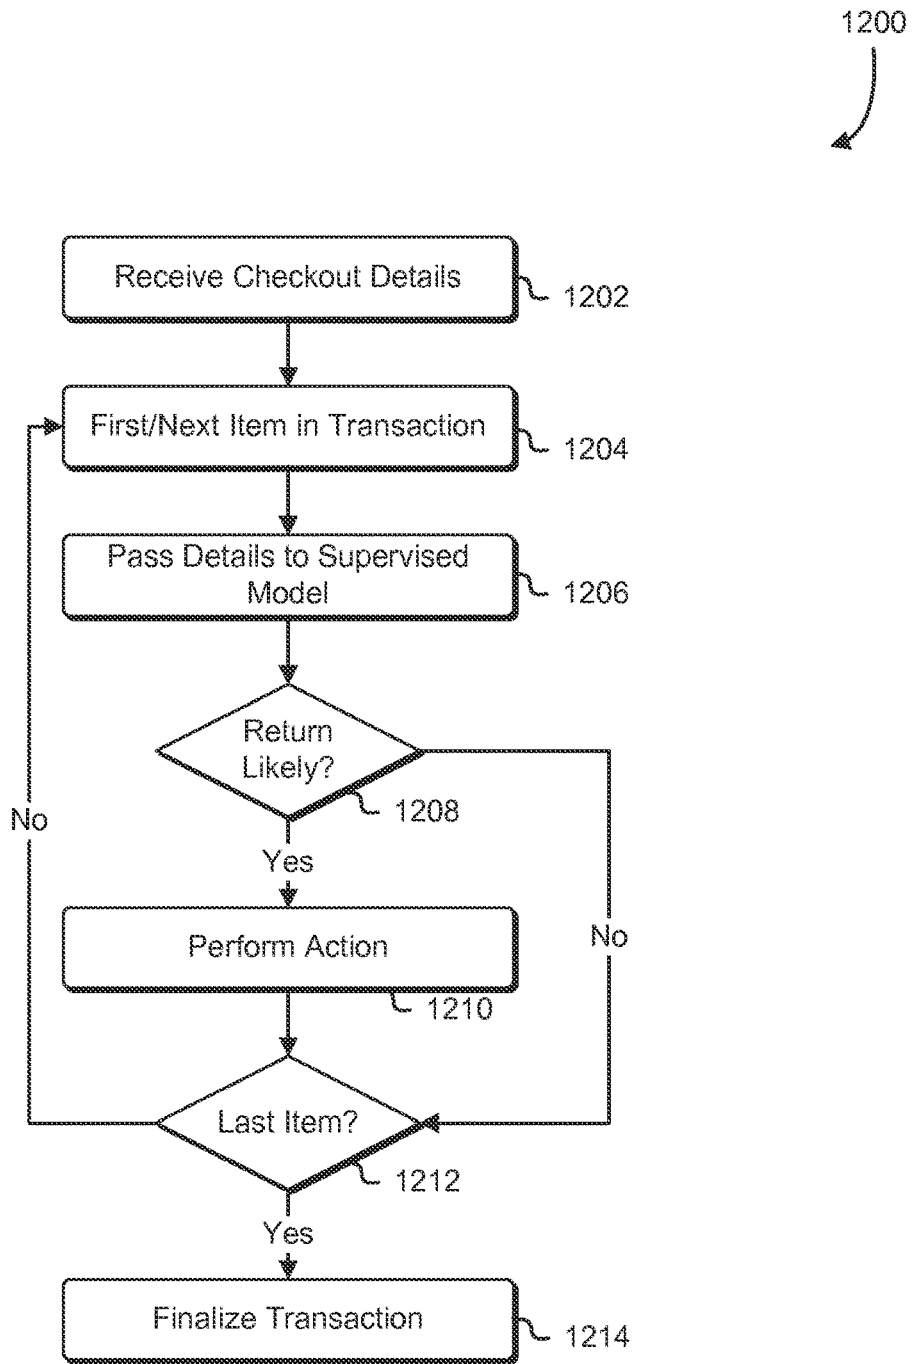 1200
Receive Checkout Details
1202
First/Next Item in Transaction
1204
Pass Details to Supervised
Model
1206
Return
Likely?
1208
No
Yes
Perform Action
No
1210
Last Item?
1212
Yes
Finalize Transaction
1214